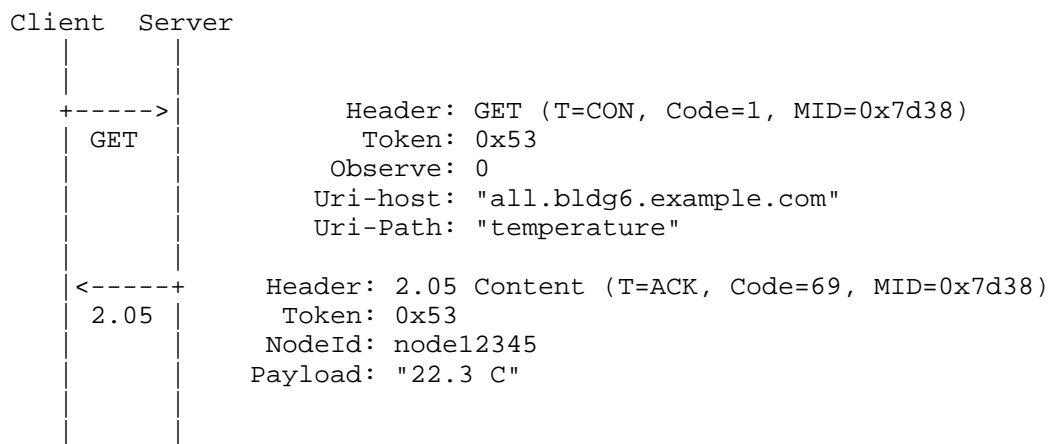 Client  Server
   |      |
   |      |
   +----->|          Header: GET (T=CON, Code=1, MID=0x7d38)
   | GET  |           Token: 0x53
   |      |         Observe: 0
   |      |        Uri-host: "all.bldg6.example.com"
   |      |        Uri-Path: "temperature"
   |      |
   |<-----+     Header: 2.05 Content (T=ACK, Code=69, MID=0x7d38)
   | 2.05 |      Token: 0x53
   |      |     NodeId: node12345
   |      |    Payload: "22.3 C"
   |      |
   |      |